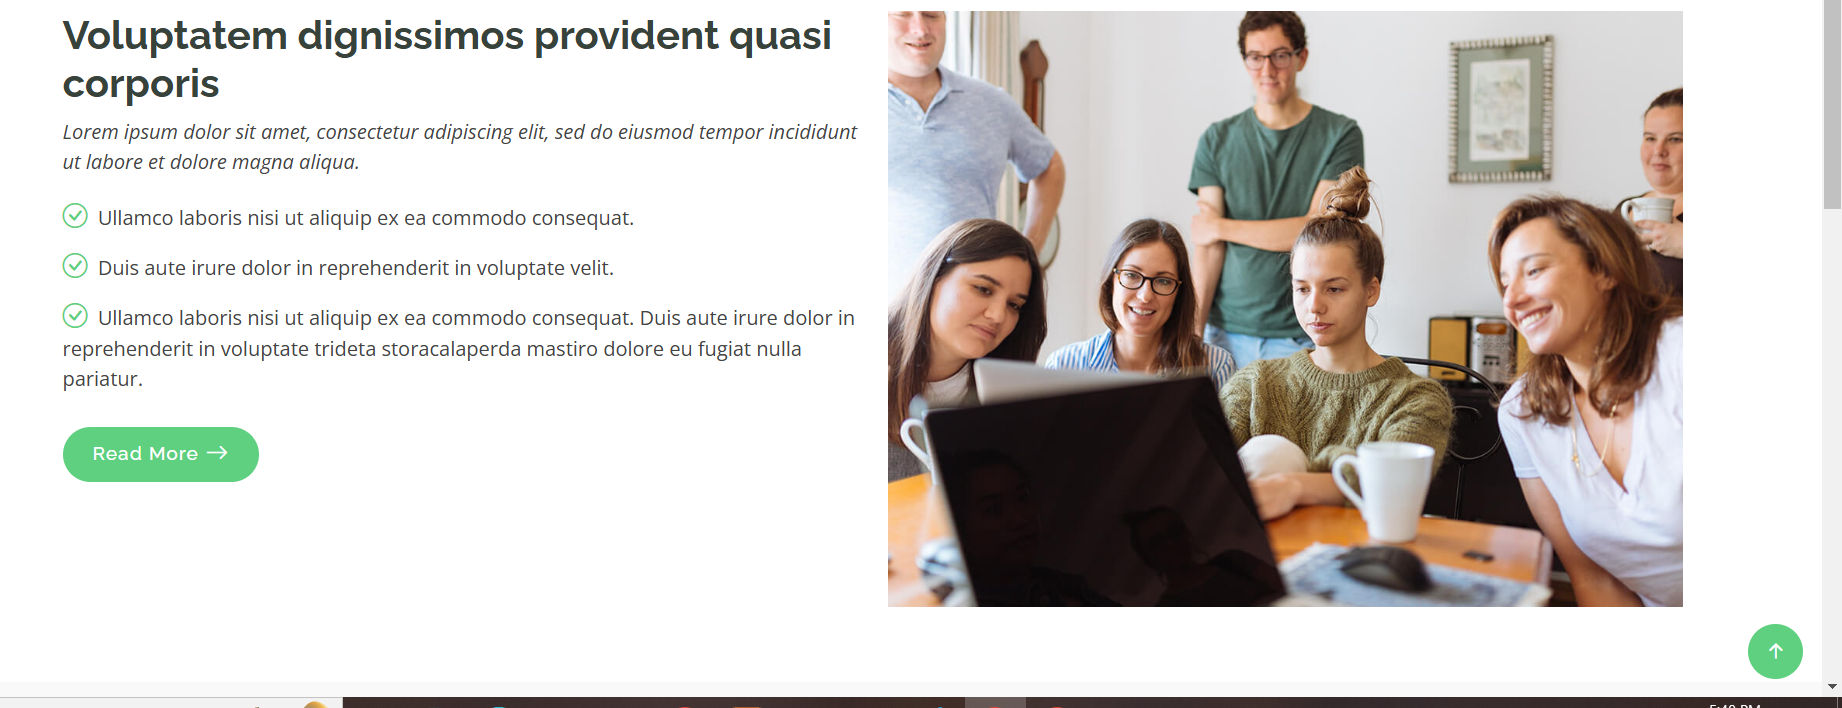 Voluptatem dignissimos provident quasi
corporis
Lorem ipsum dolor sit amet, consectetur adipiscing elit, sed do eiusmod tempor incididunt
ut labore et dolore magna aliqua.
Ullamco laboris nisi ut aliquip ex ea commodo consequat.
Duis aute irure dolor in reprehenderit in voluptate velit.
Ullamco laboris nisi ut aliquip ex ea commodo consequat. Duis aute irure dolor in
reprehenderit in voluptate trideta storacalaperda mastiro dolore eu fugiat nulla
pariatur.
Read More